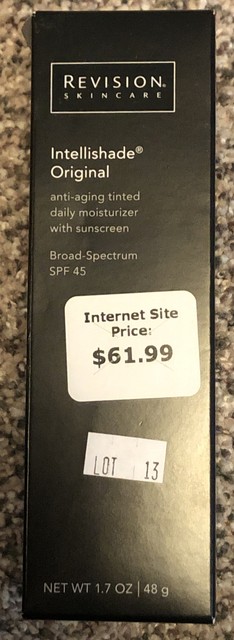 REVISION®
SKINCARE
Intellishade®
Original
anti-aging tinted
daily moisturizer
with sunscreen
Broad-Spectrum
SPF 45
Internet Site
Price:
$61.99
LOT 13
NET WT 1.7 OZ | 48 g